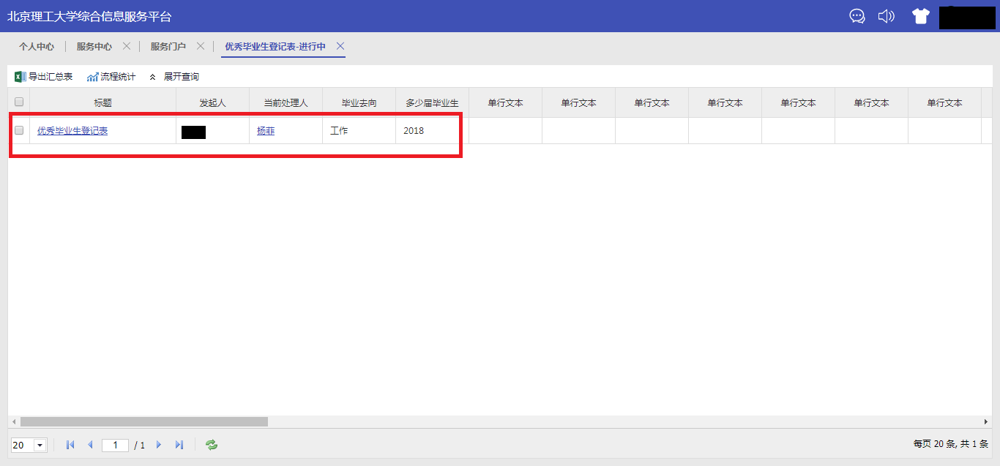 北京理工大学综合信息服务平台
个人中心 服务中心 服务门户 优秀毕业生登记表-进行中
导出汇总表 流程统计 展开查询
标题 发起人 当前处理人 毕业去向 多少届毕业生 单行文本 单行文本 单行文本 单行文本 单行文本 单行文本 单行文本
优秀毕业生登记表 杨菲 工作 2018
20 1 / 1 每页 20 条, 共 1 条